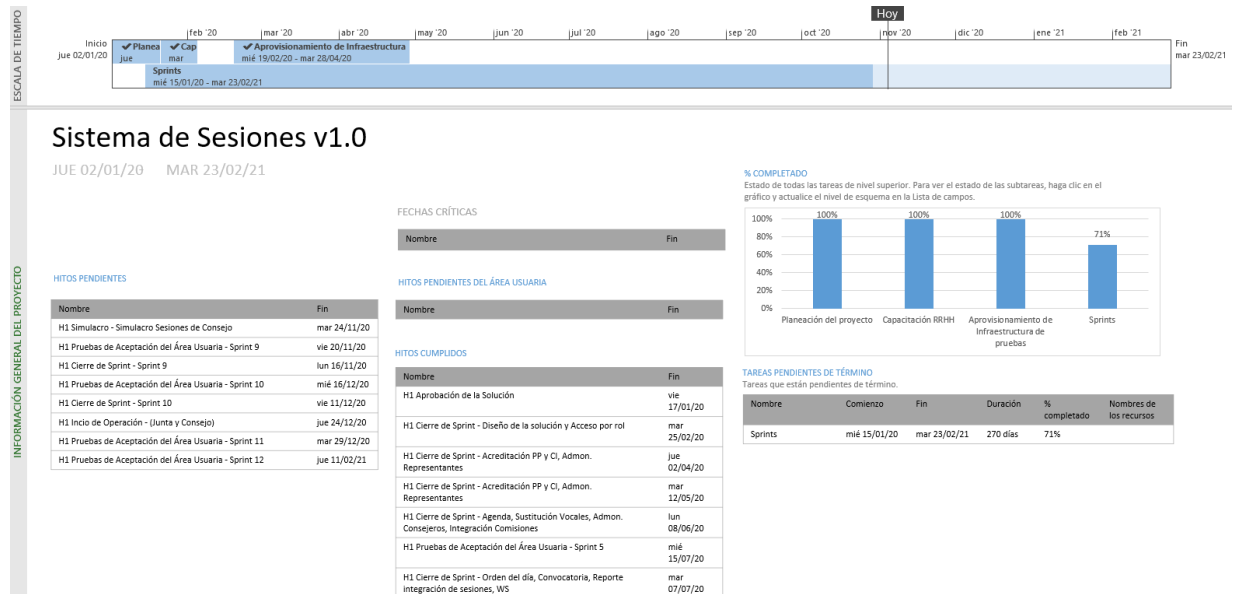 ESCALA DE TIEMPO
Hoy
feb '20 mar '20 abr '20 may '20 jun '20 jul '20 ago '20 sep '20 oct '20 nov '20 dic '20 ene '21 feb '21
Inicio
jue 02/01/20
Planea
jue
Cap
mar
Aprovisionamiento de Infraestructura
mié 19/02/20 - mar 28/04/20
Sprints
mié 15/01/20 - mar 23/02/21
Fin
mar 23/02/21
INFORMACIÓN GENERAL DEL PROYECTO
Sistema de Sesiones v1.0
JUE 02/01/20 MAR 23/02/21
HITOS PENDIENTES
Nombre Fin
H1 Simulacro - Simulacro Sesiones de Consejo mar 24/11/20
H1 Pruebas de Aceptación del Área Usuaria - Sprint 9 vie 20/11/20
H1 Cierre de Sprint - Sprint 9 lun 16/11/20
H1 Pruebas de Aceptación del Área Usuaria - Sprint 10 mié 16/12/20
H1 Cierre de Sprint - Sprint 10 vie 11/12/20
H1 Incio de Operación - (Junta y Consejo) jue 24/12/20
H1 Pruebas de Aceptación del Área Usuaria - Sprint 11 mar 29/12/20
H1 Pruebas de Aceptación del Área Usuaria - Sprint 12 jue 11/02/21
FECHAS CRÍTICAS
Nombre Fin
HITOS PENDIENTES DEL ÁREA USUARIA
Nombre Fin
HITOS CUMPLIDOS
Nombre Fin
H1 Aprobación de la Solución vie
17/01/20
H1 Cierre de Sprint - Diseño de la solución y Acceso por rol mar
25/02/20
H1 Cierre de Sprint - Acreditación PP y CI, Admon. jue
Representantes 02/04/20
H1 Cierre de Sprint - Acreditación PP y CI, Admon. mar
Representantes 12/05/20
H1 Cierre de Sprint - Agenda, Sustitución Vocales, Admon. lun
Consejeros, Integración Comisiones 08/06/20
H1 Pruebas de Aceptación del Área Usuaria - Sprint 5 mié
15/07/20
H1 Cierre de Sprint - Orden del día, Convocatoria, Reporte mar
integración de sesiones, WS 07/07/20
% COMPLETADO
Estado de todas las tareas de nivel superior. Para ver el estado de las subtareas, haga clic en el
gráfico y actualice el nivel de esquema en la Lista de campos.
100%
80%
60%
40%
20%
0%
100% 100% 100% 71%
Planeación del proyecto Capacitación RRHH Aprovisionamiento de Sprints
Infraestructura de
pruebas
TAREAS PENDIENTES DE TÉRMINO
Tareas que están pendientes de término.
Nombre Comienzo Fin Duración % Nombres de
completado los recursos
Sprints mié 15/01/20 mar 23/02/21 270 días 71%